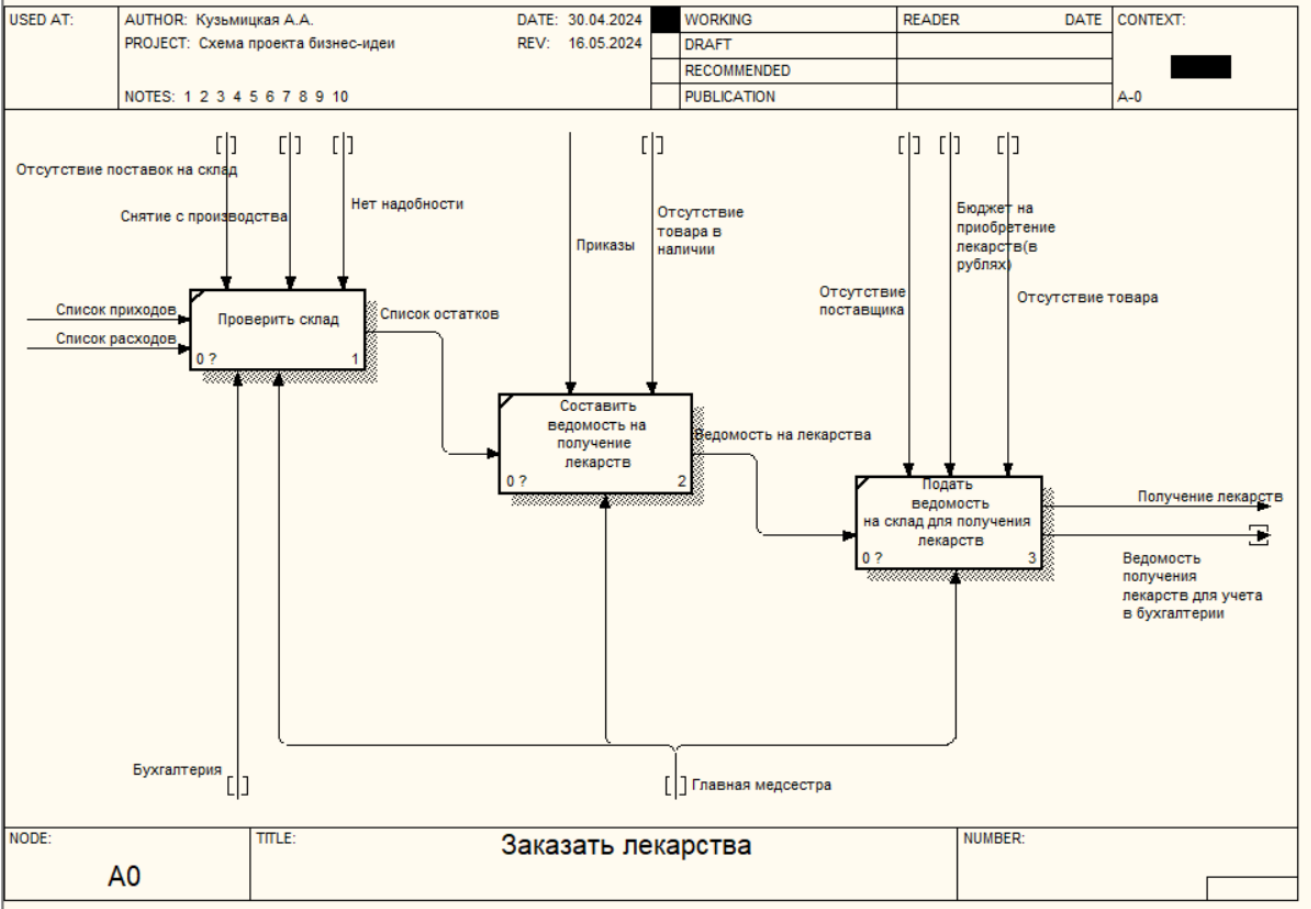 USED AT:
AUTHOR: Кузьмицкая А.А.
DATE: 30.04.2024
WORKING
READER
DATE
CONTEXT:
PROJECT: Схема проекта бизнес-идеи
REV: 16.05.2024
DRAFT
RECOMMENDED
NOTES: 1 2 3 4 5 6 7 8 9 10
PUBLICATION
A-0
[ ]
[ ]
[ ]
[ ]
[ ]
[ ]
[ ]
Отсутствие поставок на склад
Снятие с производства
Нет надобности
Приказы
Отсутствие
товара в
наличии
Бюджет на
приобретение
лекарств(в
рублях)
Отсутствие
поставщика
Отсутствие товара
Список приходов
Список расходов
Проверить склад
0 ?
1
Список остатков
Составить
ведомость на
получение
лекарств
0 ?
2
Ведомость на лекарства
Подать
ведомость
на склад для получения
лекарств
0 ?
3
Получение лекарств
Ведомость
получения
лекарств для учета
в бухгалтерии
Бухгалтерия
[ ]
[ ]
Главная медсестра
NODE:
A0
TITLE:
Заказать лекарства
NUMBER: